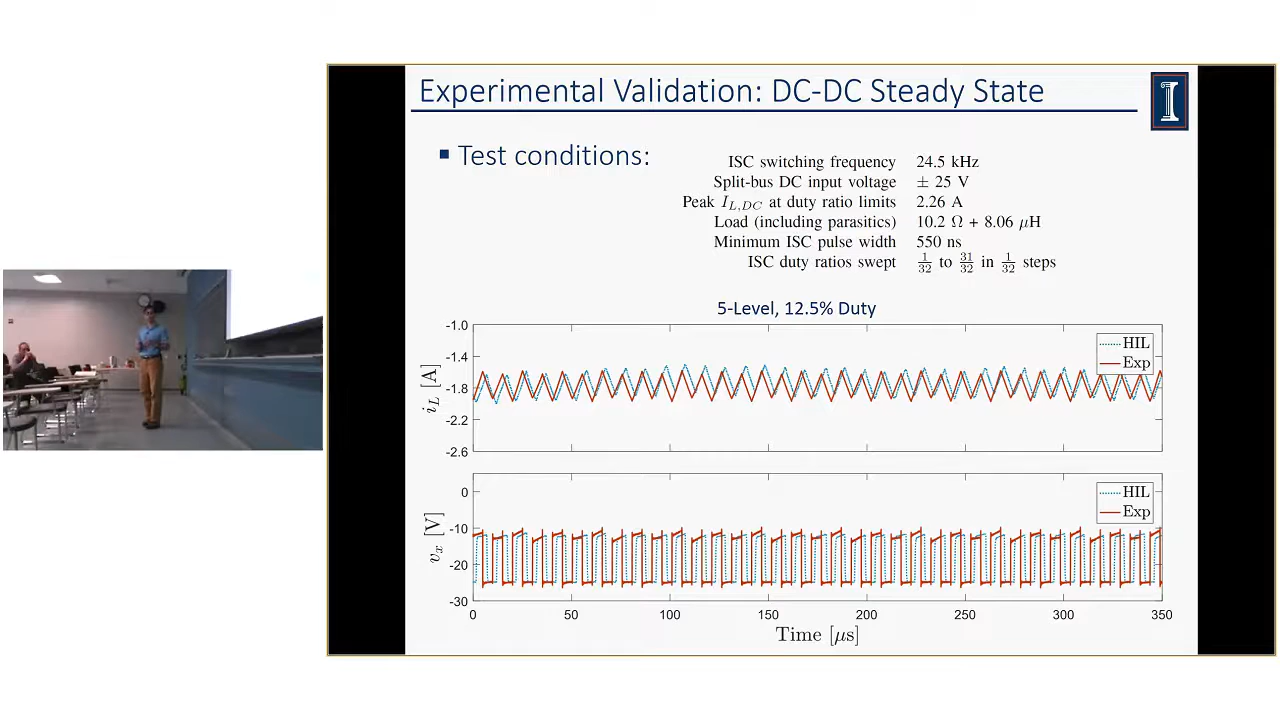 Experimental Validation: DC-DC Steady State
▪ Test conditions:
ISC switching frequency 24.5 kHz
Split-bus DC input voltage ± 25 V
Peak I_{L,DC} at duty ratio limits 2.26 A
Load (including parasitics) 10.2 Ω + 8.06 μH
Minimum ISC pulse width 550 ns
ISC duty ratios swept 1/32 to 31/32 in 1/32 steps
5-Level, 12.5% Duty
i_L [A]
-1.0
-1.4
-1.8
-2.2
-2.6
HIL
Exp
v_x [V]
0
-10
-20
-30
HIL
Exp
0 50 100 150 200 250 300 350
Time [μs]